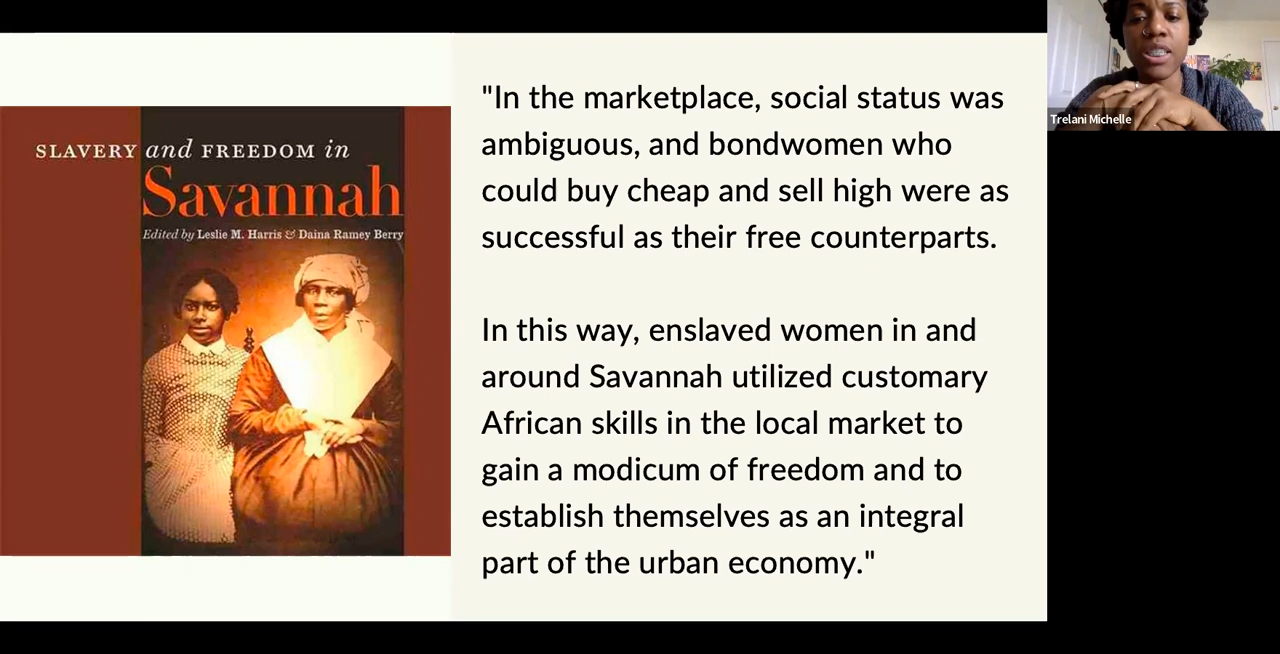 SLAVERY and FREEDOM in
Savannah
Edited by Leslie M. Harris & Daina Ramey Berry
"In the marketplace, social status was
ambiguous, and bondwomen who
could buy cheap and sell high were as
successful as their free counterparts.
In this way, enslaved women in and
around Savannah utilized customary
African skills in the local market to
gain a modicum of freedom and to
establish themselves as an integral
part of the urban economy."
Trelani Michelle